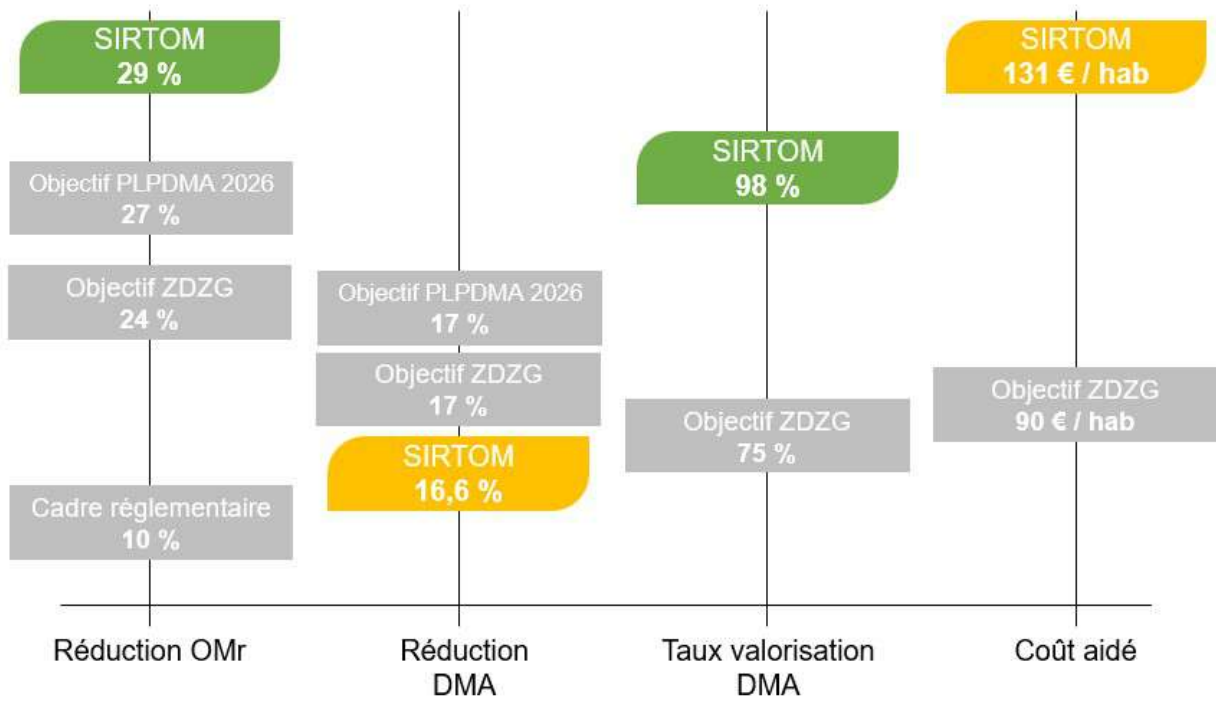 SIRTOM
29 %
Objectif PLPDMA 2026
27 %
Objectif ZDZG
24 %
Cadre réglementaire
10 %
Réduction OMr
Objectif PLPDMA 2026
17 %
Objectif ZDZG
17 %
SIRTOM
16,6 %
Réduction
DMA
SIRTOM
98 %
Objectif ZDZG
75 %
Taux valorisation
DMA
SIRTOM
131 € / hab
Objectif ZDZG
90 € / hab
Coût aidé